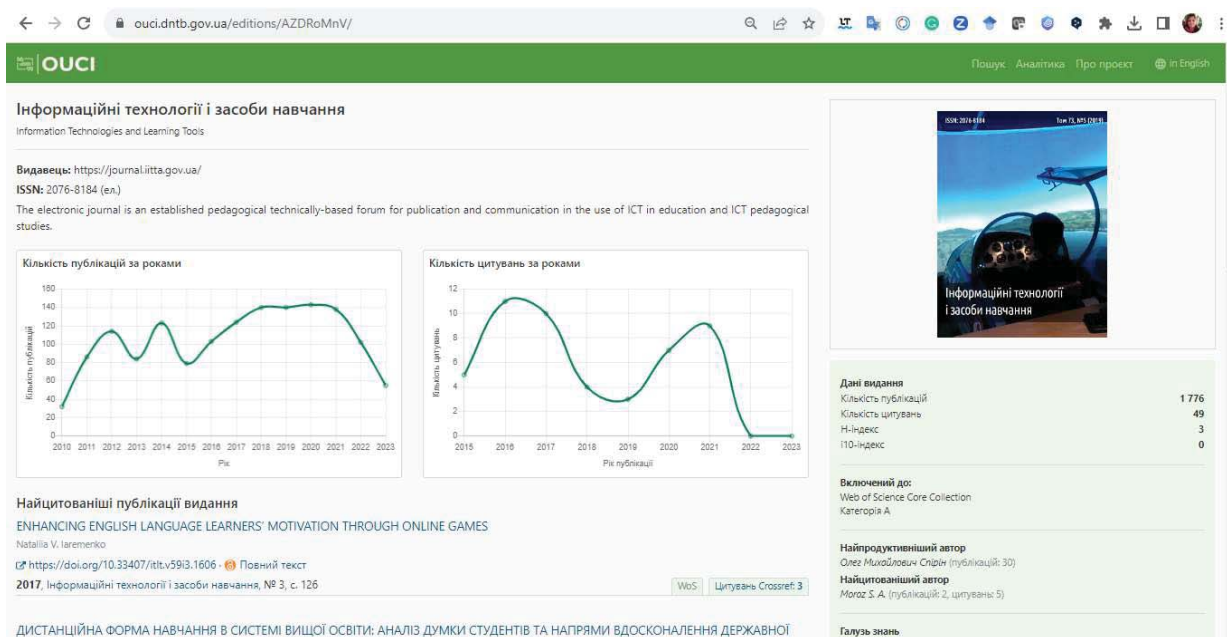 ouci.dntb.gov.ua/editions/AZDRoMnV/
OUCI
Пошук Аналітика Про проєкт in English
Інформаційні технології і засоби навчання
Information Technologies and Learning Tools
Видавець: https://journal.iitta.gov.ua/
ISSN: 2076-8184 (ел.)
The electronic journal is an established pedagogical technically-based forum for publication and communication in the use of ICT in education and ICT pedagogical
studies.
Кількість публікацій за роками
Кількість публікацій
160
140
120
100
80
60
40
20
0
2010 2011 2012 2013 2014 2015 2016 2017 2018 2019 2020 2021 2022 2023
Рік
Кількість цитувань за роками
Кількість цитувань
12
10
8
6
4
2
0
2015 2016 2017 2018 2019 2020 2021 2022 2023
Рік публікації
Найцитованіші публікації видання
ENHANCING ENGLISH LANGUAGE LEARNERS' MOTIVATION THROUGH ONLINE GAMES
Nataliia V. Iaremenko
https://doi.org/10.33407/itlt.v59i3.1606 - Повний текст
2017, Інформаційні технології і засоби навчання, № 3, с. 126
WoS Цитувань Crossref: 3
ДИСТАНЦІЙНА ФОРМА НАВЧАННЯ В СИСТЕМІ ВИЩОЇ ОСВІТИ: АНАЛІЗ ДУМКИ СТУДЕНТІВ ТА НАПРЯМИ ВДОСКОНАЛЕННЯ ДЕРЖАВНОЇ
ISSN: 2076-8184 Том 73, №5 (2019)
Інформаційні технології
і засоби навчання
Дані видання
Кількість публікацій 1 776
Кількість цитувань 49
Н-індекс 3
І10-індекс 0
Включений до:
Web of Science Core Collection
Категорія А
Найпродуктивніший автор
Олег Михайлович Спірін (публікацій: 30)
Найцитованіший автор
Moroz S. A. (публікацій: 2, цитувань: 5)
Галузь знань